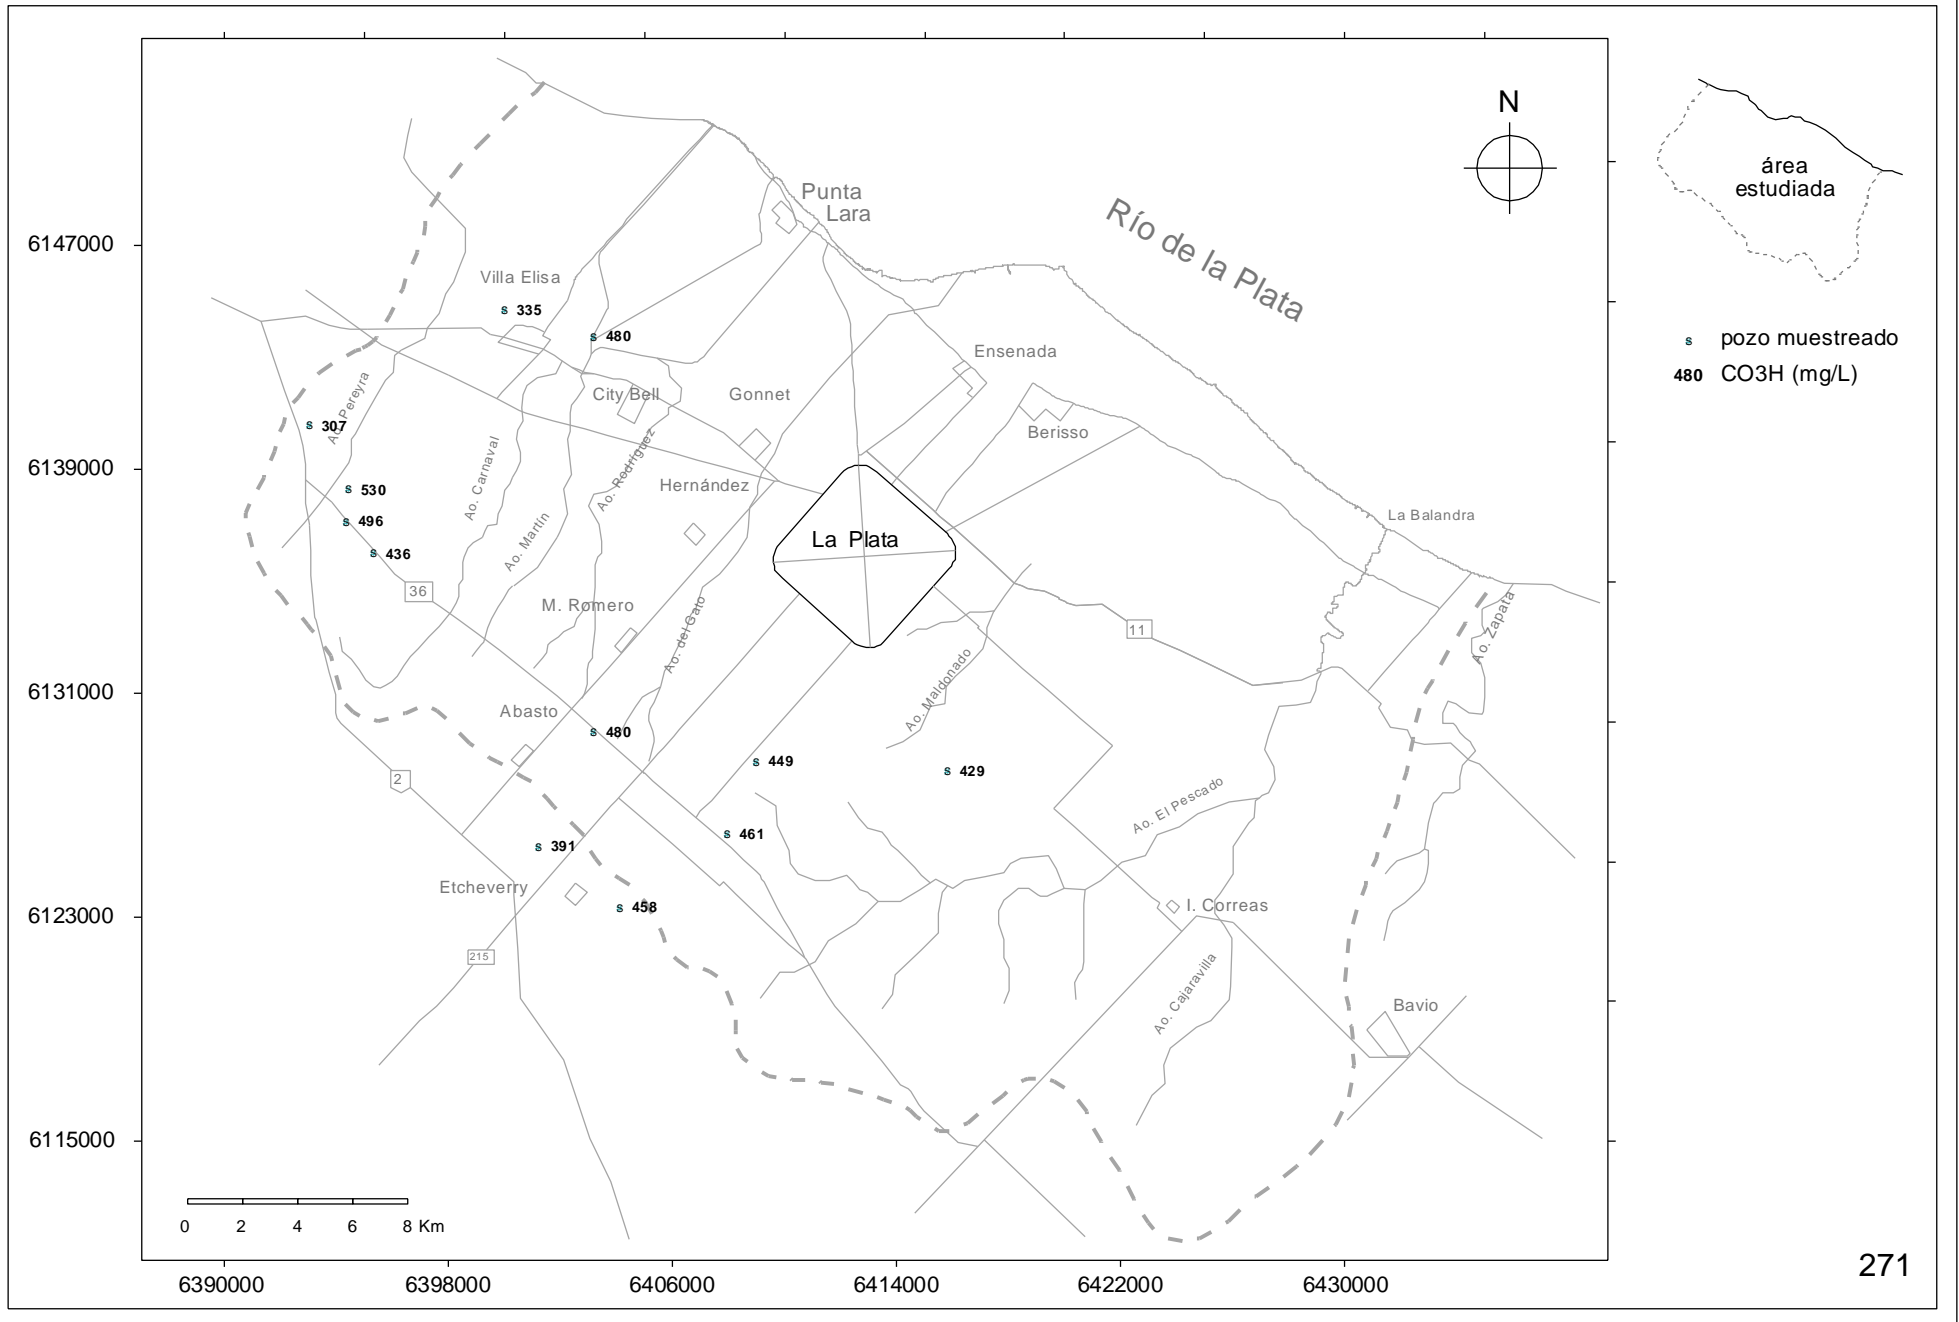 N
Punta
Lara
Río de la Plata
área
estudiada
6147000
Villa Elisa
335
480
s pozo muestreado
480 CO3H (mg/L)
Ensenada
City Bell
Gonnet
Ao. Pereyra
307
Berisso
6139000
Ao. Carnaval
Ao. Rodríguez
Hernández
530
496
436
Ao. Martín
La Plata
La Balandra
36
M. Romero
Ao. del Gato
11
Ao. Zapata
6131000
Ao. Maldonado
Abasto
480
449
429
2
Ao. El Pescado
461
391
Etcheverry
458
6123000
I. Correas
215
Ao. Cajaravilla
Bavio
6115000
0 2 4 6 8 Km
271
6390000 6398000 6406000 6414000 6422000 6430000